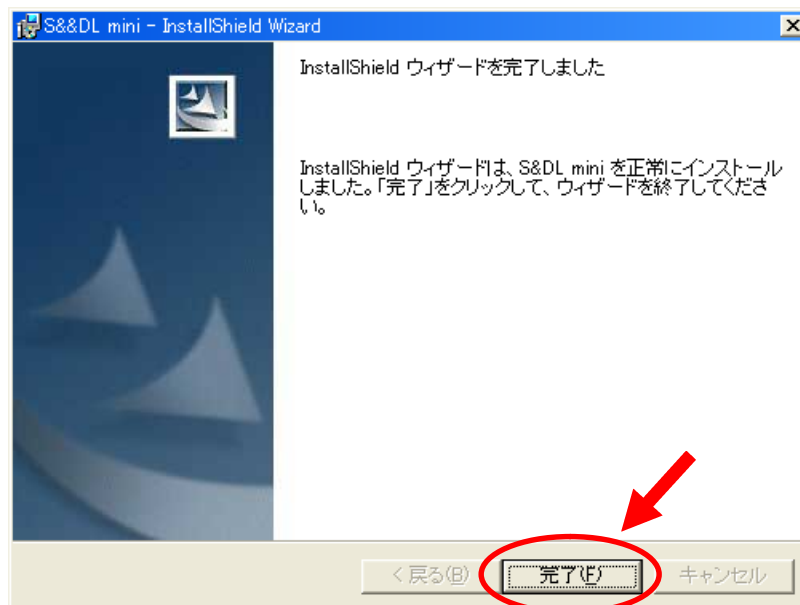 S&&DL mini - InstallShield Wizard
InstallShield ウィザードを完了しました
InstallShield ウィザードは、S&DL mini を正常にインストール
しました。「完了」をクリックして、ウィザードを終了してくださ
い。
< 戻る(B)
完了(F)
キャンセル